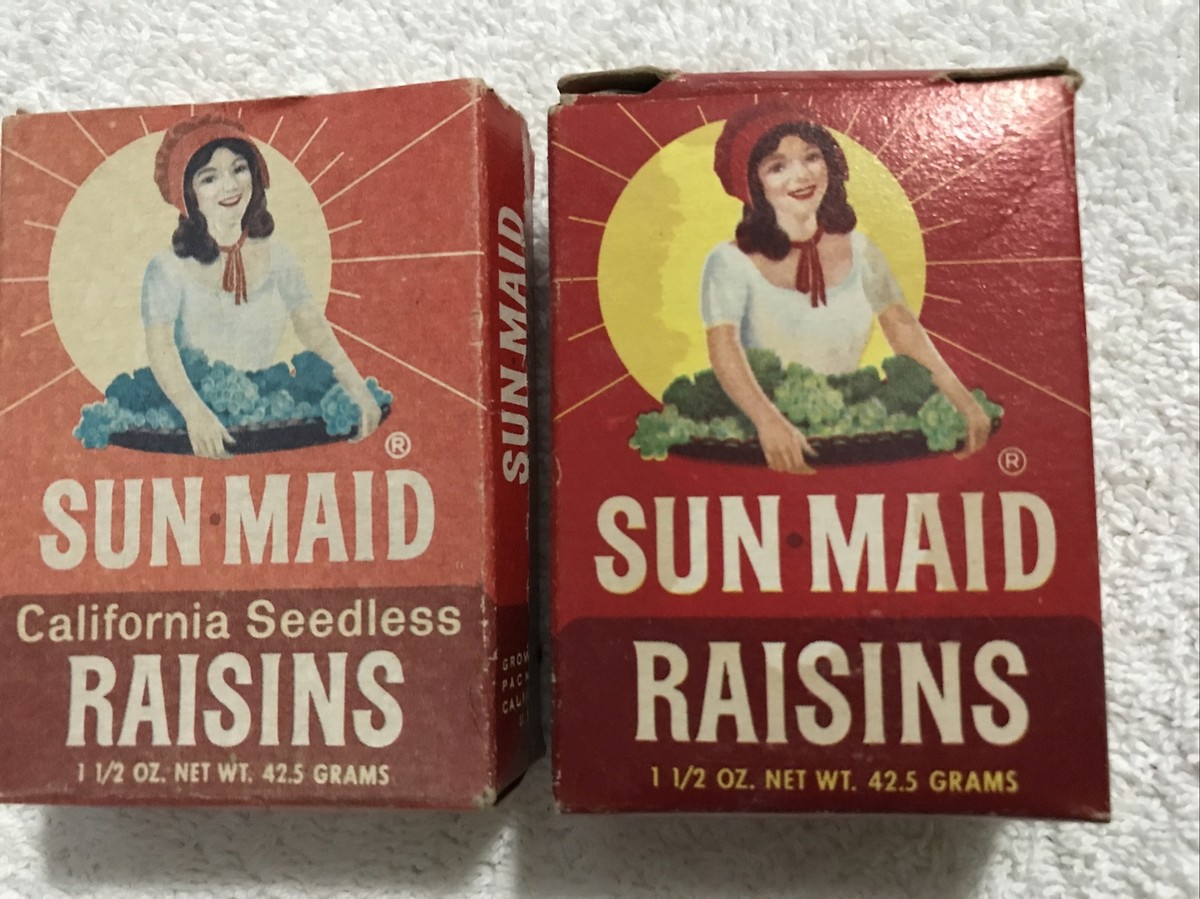 ®
SUN·MAID
California Seedless
RAISINS
1 1/2 OZ. NET WT. 42.5 GRAMS
SUN-MAID
®
SUN·MAID
RAISINS
1 1/2 OZ. NET WT. 42.5 GRAMS